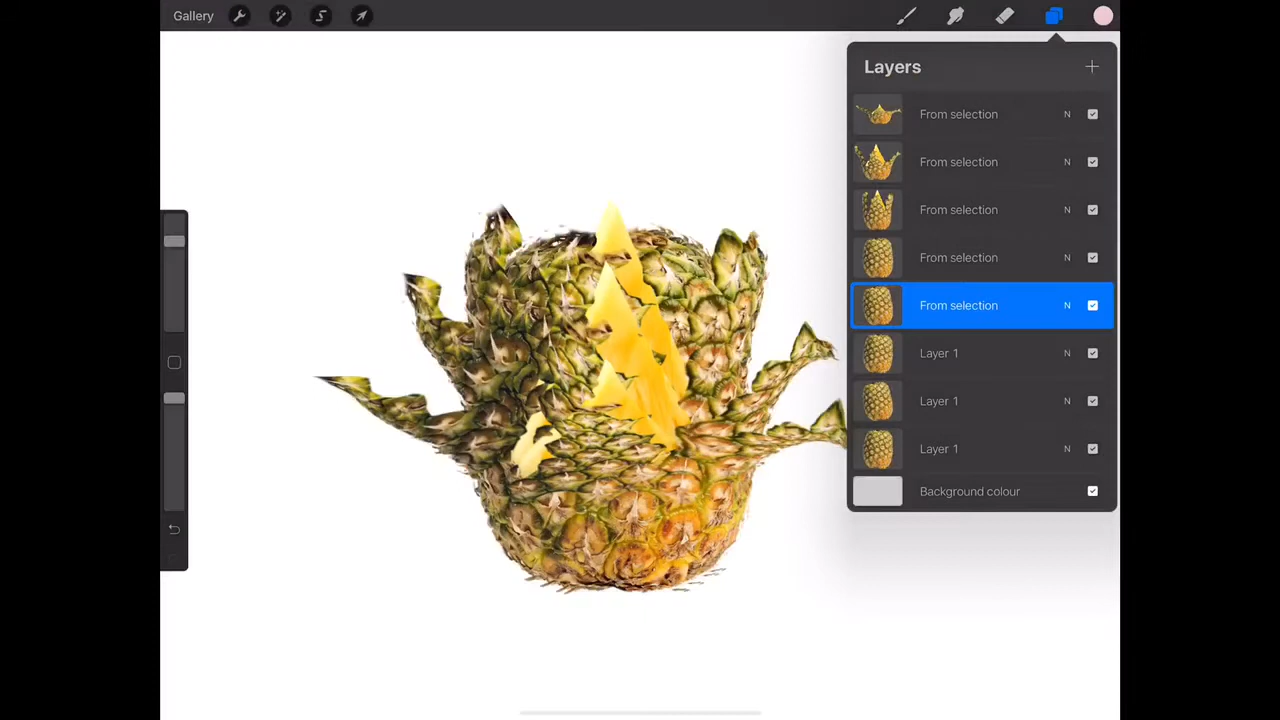 Gallery
Layers
From selection N
From selection N
From selection N
From selection N
From selection N
Layer 1 N
Layer 1 N
Layer 1 N
Background colour